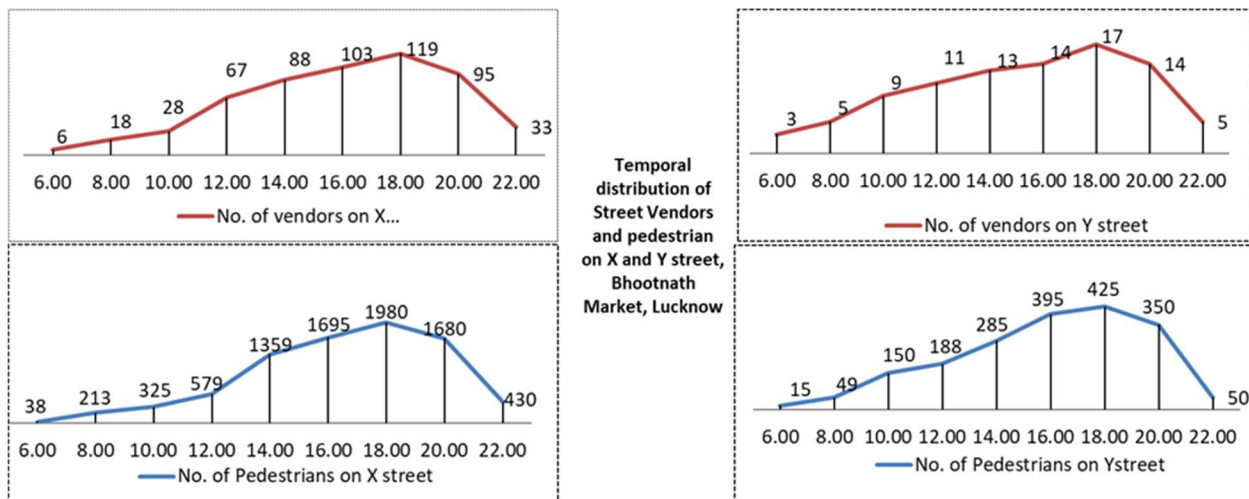 6 18 28 67 88 103 119 95 33
6.00 8.00 10.00 12.00 14.00 16.00 18.00 20.00 22.00
No. of vendors on X...
Temporal
distribution of
Street Vendors
and pedestrian
on X and Y street,
Bhootnath
Market, Lucknow
3 5 9 11 13 14 17 14 5
6.00 8.00 10.00 12.00 14.00 16.00 18.00 20.00 22.00
No. of vendors on Y street
38 213 325 579 1359 1695 1980 1680 430
6.00 8.00 10.00 12.00 14.00 16.00 18.00 20.00 22.00
No. of Pedestrians on X street
15 49 150 188 285 395 425 350 50
6.00 8.00 10.00 12.00 14.00 16.00 18.00 20.00 22.00
No. of Pedestrians on Ystreet